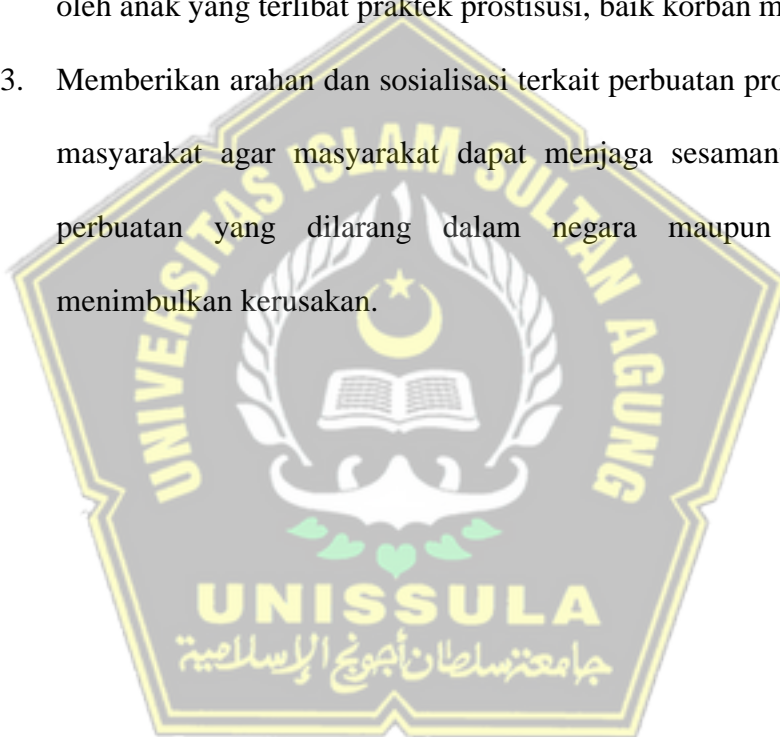 oleh anak yang terlibat praktek prostisusi, baik korban m
3. Memberikan arahan dan sosialisasi terkait perbuatan pro
masyarakat agar masyarakat dapat menjaga sesaman
perbuatan yang dilarang dalam negara maupun
menimbulkan kerusakan.
UNIVERSITAS ISLAM SULTAN AGUNG
UNISSULA
جامعة سلطان أجونج الإسلامية